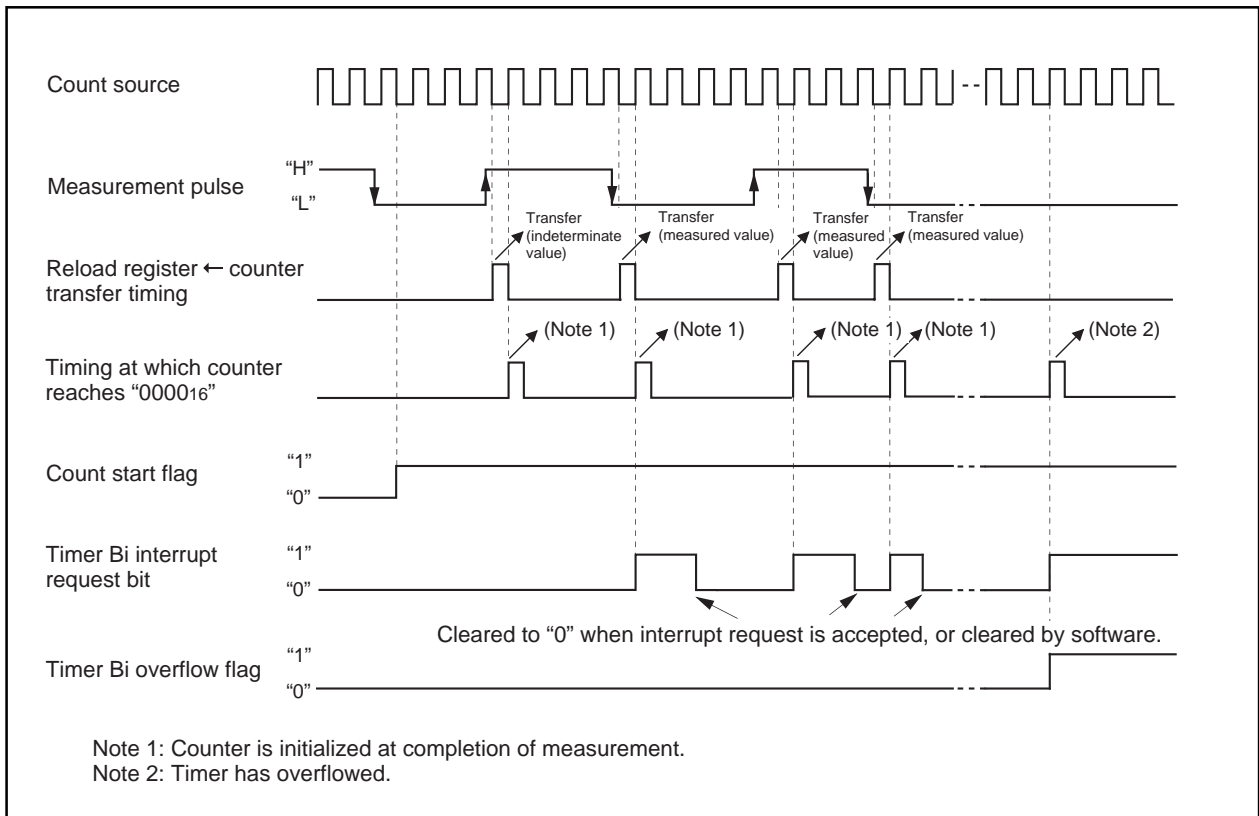 Count source
Measurement pulse
“H”
“L”
Transfer
(indeterminate
value)
Transfer
(measured value)
Transfer
(measured
value)
Transfer
(measured value)
Reload register ← counter
transfer timing
(Note 1)
(Note 1)
(Note 1)
(Note 1)
(Note 2)
Timing at which counter
reaches “000016”
Count start flag
“1”
“0”
Timer Bi interrupt
request bit
“1”
“0”
Cleared to “0” when interrupt request is accepted, or cleared by software.
Timer Bi overflow flag
“1”
“0”
Note 1: Counter is initialized at completion of measurement.
Note 2: Timer has overflowed.